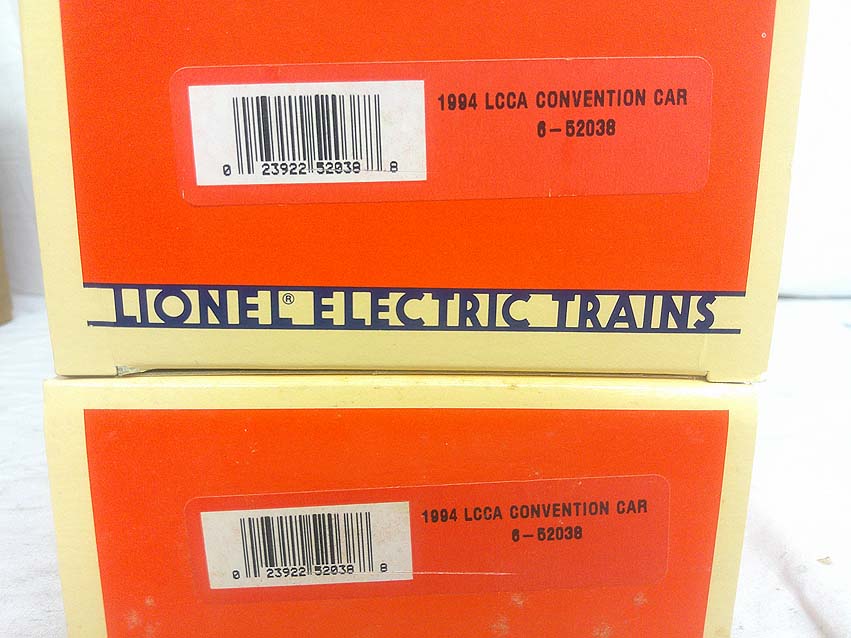 1994 LCCA CONVENTION CAR
6-52038
0 23922 52038 8
LIONEL® ELECTRIC TRAINS
1994 LCCA CONVENTION CAR
6-52038
0 23922 52038 8